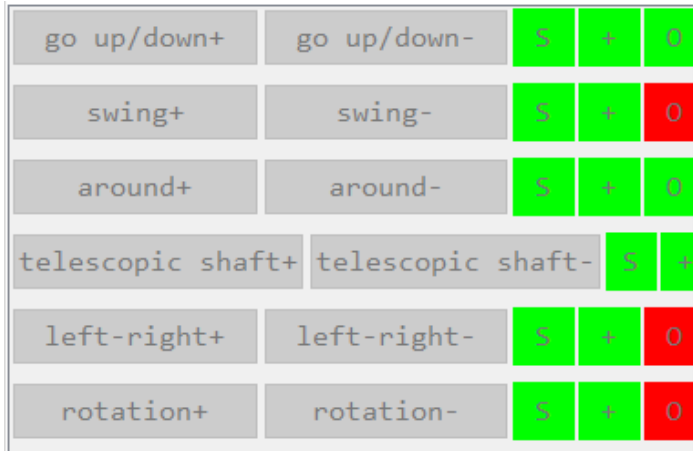 go up/down+ go up/down- S + O
swing+ swing- S + O
around+ around- S + O
telescopic shaft+ telescopic shaft- S +
left-right+ left-right- S + O
rotation+ rotation- S + O